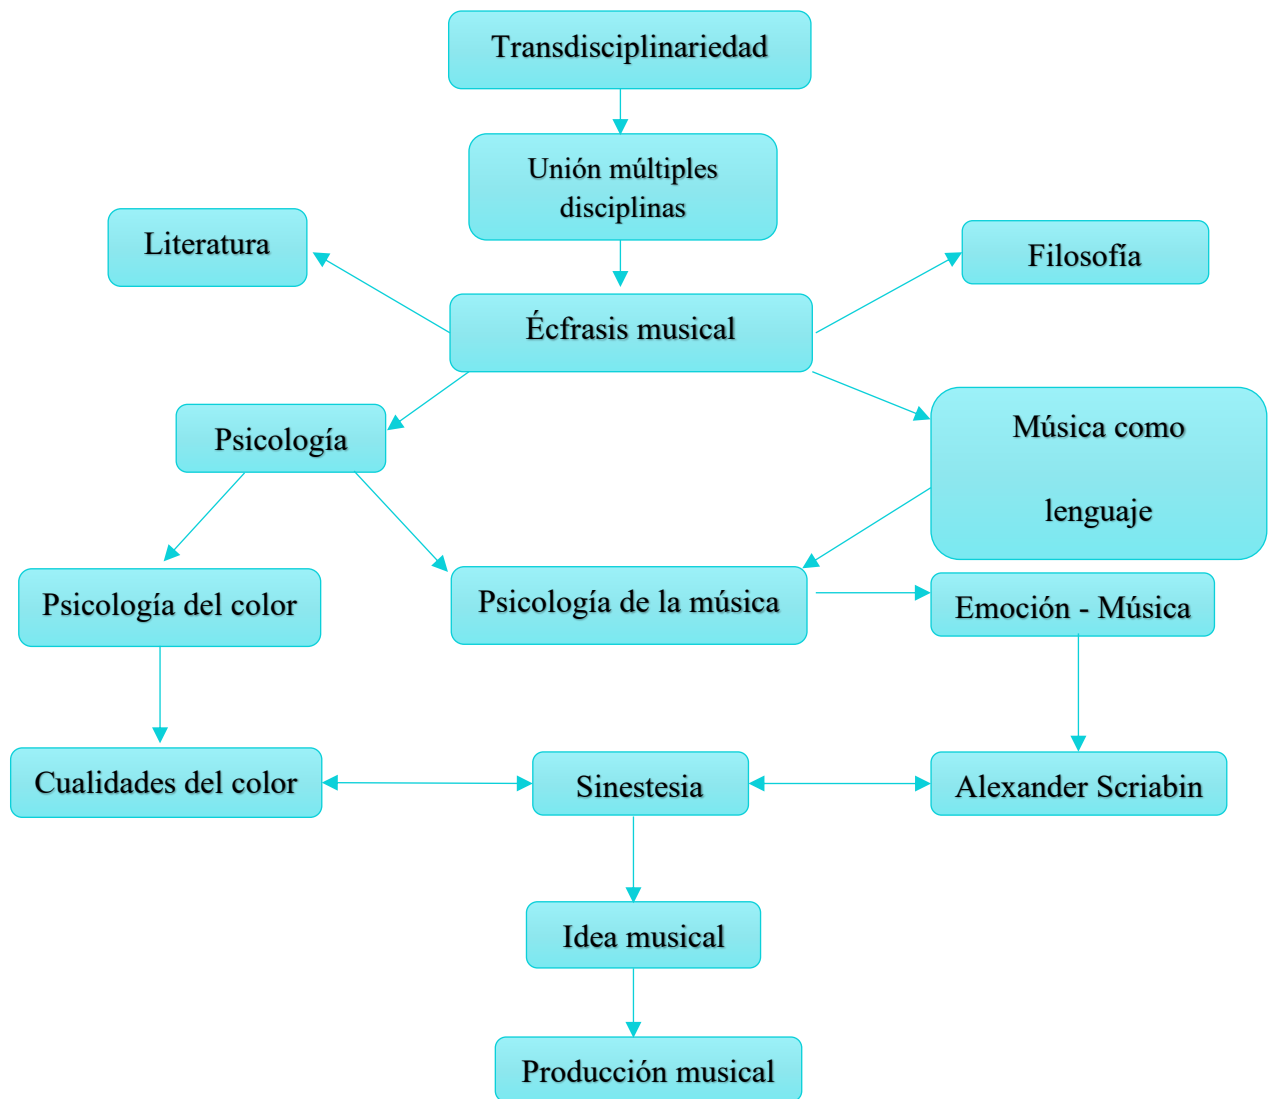 Transdisciplinariedad
Unión múltiples
disciplinas
Literatura
Filosofía
Écfrasis musical
Psicología
Música como
lenguaje
Psicología del color
Psicología de la música
Emoción - Música
Cualidades del color
Sinestesia
Alexander Scriabin
Idea musical
Producción musical